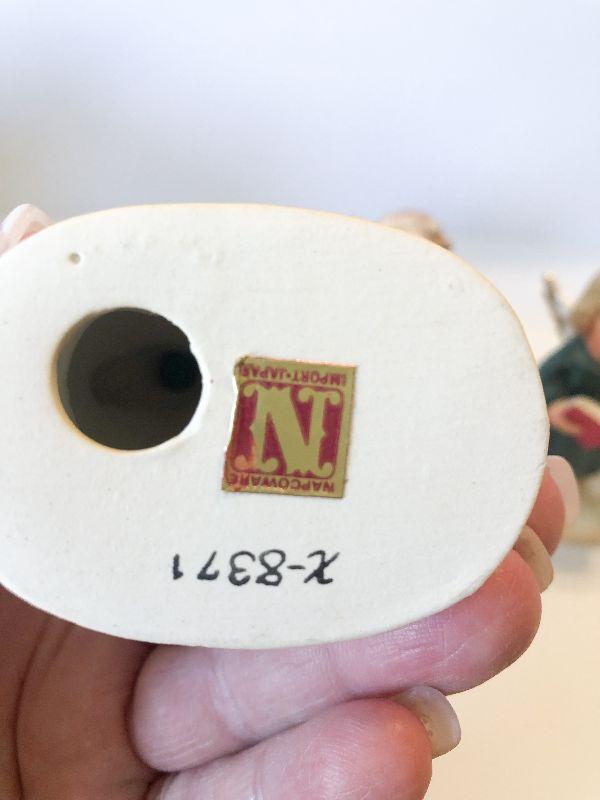 X-8371
NAPCOWARE
N
IMPORT·JAPAN